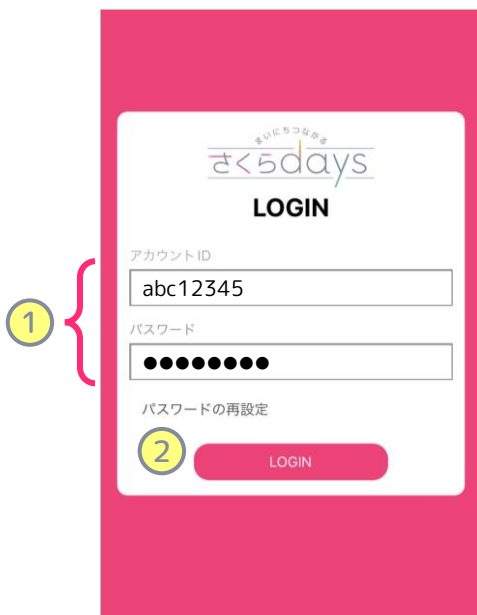 まいにちつながる
さくらdays
LOGIN
アカウントID
abc12345
①
パスワード
●●●●●●●●
パスワードの再設定
②
LOGIN